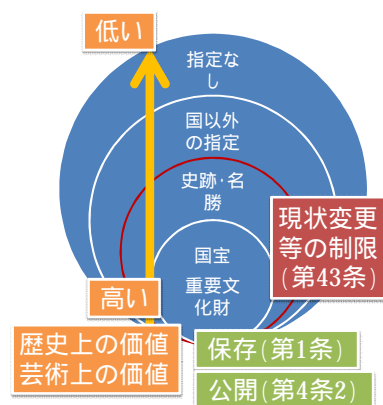 低い
指定な
し
国以外
の指定
史跡・名
勝
現状変更
等の制限
(第43条)
国宝
重要文
化財
高い
歴史上の価値
芸術上の価値
保存(第1条)
公開(第4条2)